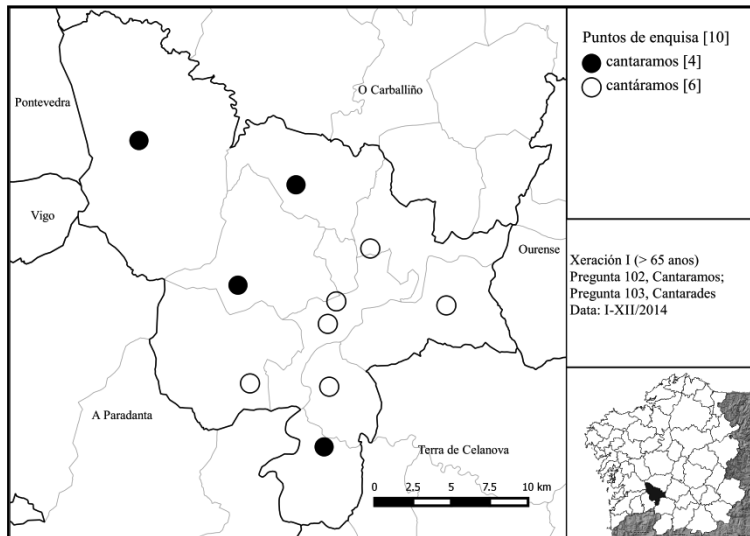 Puntos de enquisa [10]
cantaramos [4]
cantáramos [6]
O Carballiño
Pontevedra
Vigo
Ourense
A Paradanta
Terra de Celanova
0 2,5 5 7,5 10 km
Xeración I (> 65 anos)
Pregunta 102, Cantaramos;
Pregunta 103, Cantarades
Data: I-XII/2014